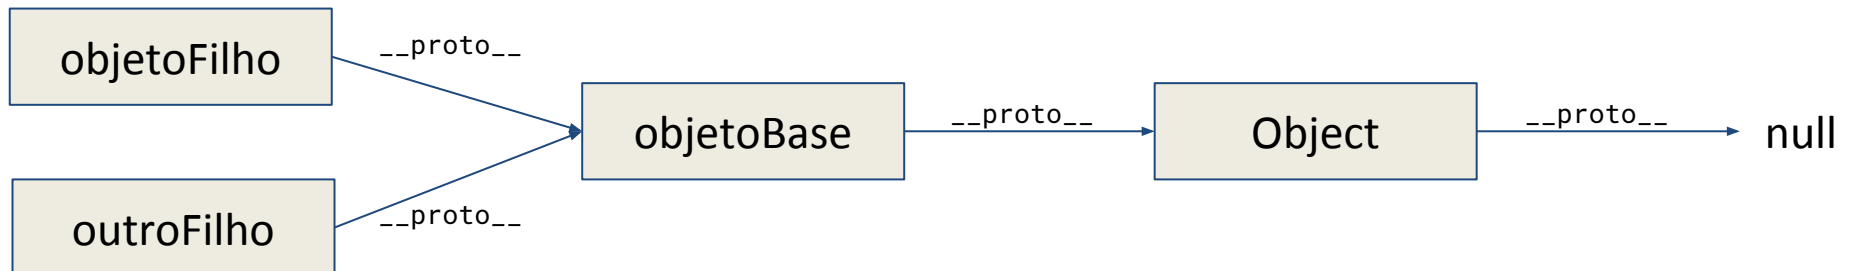 objetoFilho
__proto__
objetoBase
__proto__
Object
__proto__
null
outroFilho
__proto__